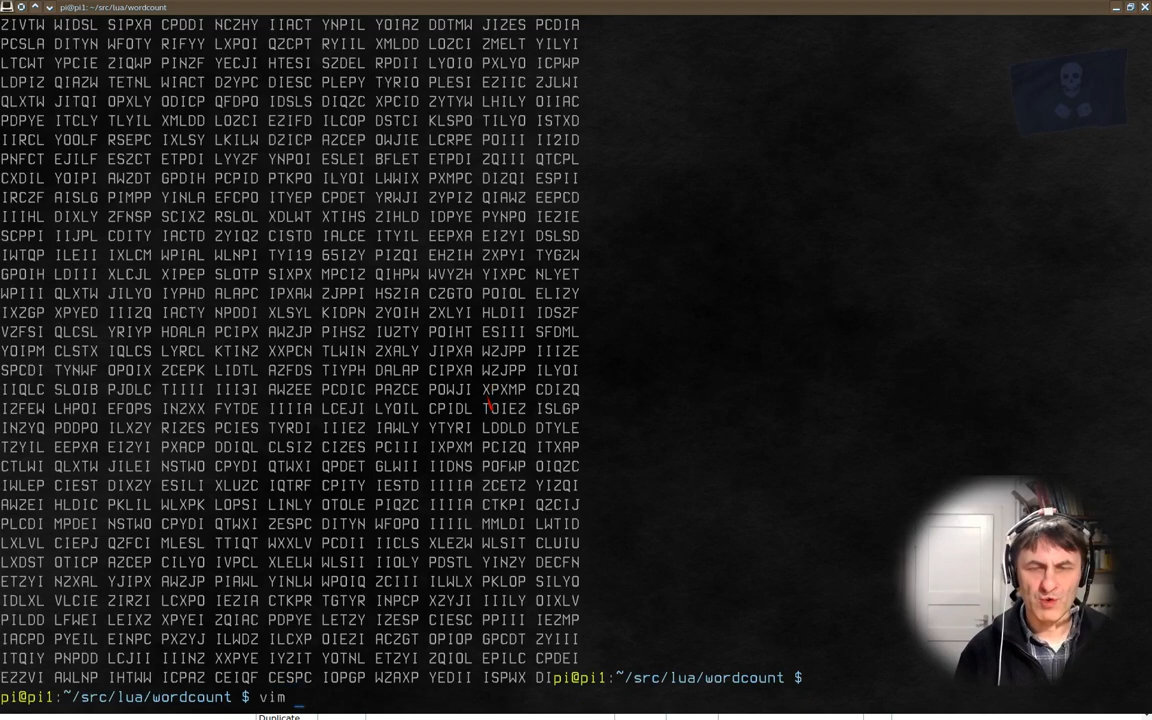 pi@pi1: ~/src/lua/wordcount
ZIVTW WIDSL SIPXA CPDDI NCZHY IIACT YNPIL YOIAZ DDTMW JIZES PCDIA
PCSLA DITYN WFOTY RIFYY LXPOI QZCPT RYIIL XMLDD LOZCI ZMELT YILYI
LTCWT YPCIE ZIQWP PINZF YECJI HTESI SZDEL RPDII LYOIO PXLYO ICPWP
LDPIZ QIAZW TETNL WIACT DZYPC DIESC PLEPY TYRIO PLESI EZIIC ZJLWI
QLXTW JITQI OPXLY ODICP QFDPO IDSLS DIQZC XPCID ZYTYW LHILY OIIAC
PDPYE ITCLY TLYIL XMLDD LOZCI EZIFD ILCOP DSTCI KLSPO TILYO ISTXD
IIRCL YOOLF RSEPC IXLSY LKILW DZICP AZCEP OWJIE LCRPE POIII II2ID
PNFCT EJILF ESZCT ETPDI LYYZF YNPOI ESLEI BFLET ETPDI ZQIII QTCPL
CXDIL YOIPI AWZDT GPDIH PCPID PTKPO ILYOI LWWIX PXMPC DIZQI ESPII
IRCZF AISLG PIMPP YINLA EFCPO ITYEP CPDET YRWJI ZYPIZ QIAWZ EEPCD
IIIHL DIXLY ZFNSP SCIXZ RSLOL XDLWT XTIHS ZIHLD IDPYE PYNPO IEZIE
SCPPI IIJPL CDITY IACTD ZYIQZ CISTD IALCE ITYIL EEPXA EIZYI DSLSD
IWTQP ILEII IXLCM WPIAL WLNPI TYI19 65IZY PIZQI EHZIH ZXPYI TYGZW
GPOIH LDIII XLCJL XIPEP SLOTP SIXPX MPCIZ QIHPW WVYZH YIXPC NLYET
WPIII QLXTW JILYO IYPHD ALAPC IPXAW ZJPPI HSZIA CZGTO POIOL ELIZY
IXZGP XPYED IIIZQ IACTY NPDDI XLSYL KIDPN ZYOIH ZXLYI HLDII IDSZF
VZFSI QLCSL YRIYP HDALA PCIPX AWZJP PIHSZ IUZTY POIHT ESIII SFDML
YOIPM CLSTX IQLCS LYRCL KTINZ XXPCN TLWIN ZXALY JIPXA WZJPP IIIZE
SPCDI TYNWF OPOIX ZCEPK LIDTL AZFDS TIYPH DALAP CIPXA WZJPP ILYOI
IIQLC SLOIB PJDLC TIIII III3I AWZEE PCDIC PAZCE POWJI XPXMP CDIZQ
IZFEW LHPOI EFOPS INZXX FYTDE IIIIA LCEJI LYOIL CPIDL TOIEZ ISLGP
INZYQ PDDPO ILXZY RIZES PCIES TYRDI IIIEZ IAWLY YTYRI LDDLD DTYLE
TZYIL EEPXA EIZYI PXACP DDIQL CLSIZ CIZES PCIII IXPXM PCIZQ ITXAP
CTLWI QLXTW JILEI NSTWO CPYDI QTWXI QPDET GLWII IIDNS POFWP OIQZC
IWLEP CIEST DIXZY ESILI XLUZC IQTRF CPITY IESTD IIIIA ZCETZ YIZQI
AWZEI HLDIC PKLIL WLXPK LOPSI LINLY OTOLE PIQZC IIIIA CTKPI QZCIJ
PLCDI MPDEI NSTWO CPYDI QTWXI ZESPC DITYN WFOPO IIIIL MMLDI LWTID
LXLVL CIEPJ QZFCI MLESL TTIQT WXXLV PCDII IICLS XLEZW WLSIT CLUIU
LXDST OTICP AZCEP CILYO IVPCL XLELW WLSII IIOLY PDSTL YINZY DECFN
ETZYI NZXAL YJIPX AWZJP PIAWL YINLW WPOIQ ZCIII ILWLX PKLOP SILYO
IDLXL VLCIE ZIRZI LCXPO IEZIA CTKPR TGTYR INPCP XZYJI IIILY OIXLV
PILDD LFWEI LEIXZ XPYEI ZQIAC PDPYE LETZY IZESP CIESC PPIII IEZMP
IACPD PYEIL EINPC PXZYJ ILWDZ ILCXP OIEZI ACZGT OPIOP GPCDT ZYIII
ITQIY PNPDD LCJII IIINZ XXPYE IYZIT YOTNL ETZYI ZQIOL EPILC CPDEI
EZZVI AWLNP IHTWW ICPAZ CEIQF CESPC IOPGP WZAXP YEDII ISPWX DIpi@pi1:~/src/lua/wordcount $
pi@pi1:~/src/lua/wordcount $ vim _
Duplicate